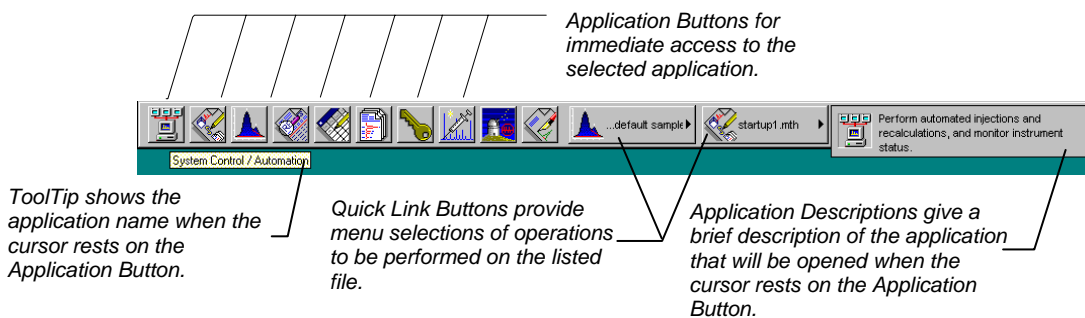 Application Buttons for
immediate access to the
selected application.
...default sample
startup1.mth
Perform automated injections and
recalculations, and monitor instrument
status.
System Control / Automation
ToolTip shows the
application name when the
cursor rests on the
Application Button.
Quick Link Buttons provide
menu selections of operations
to be performed on the listed
file.
Application Descriptions give a
brief description of the application
that will be opened when the
cursor rests on the Application
Button.